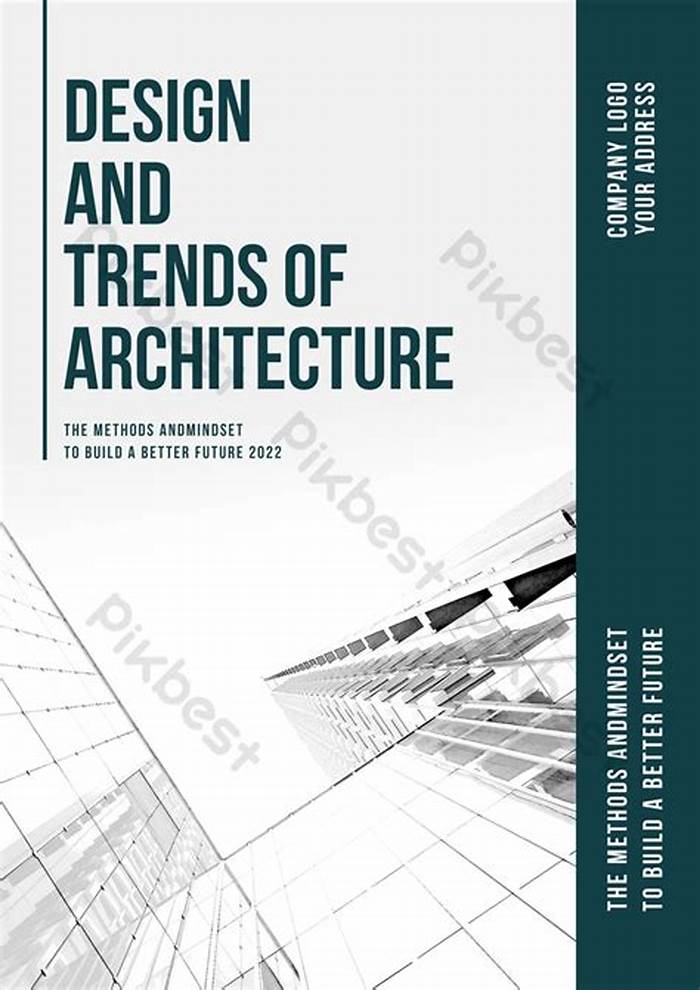 DESIGN
AND
TRENDS OF
ARCHITECTURE
THE METHODS ANDMINDSET
TO BUILD A BETTER FUTURE 2022
COMPANY LOGO
YOUR ADDRESS
THE METHODS ANDMINDSET
TO BUILD A BETTER FUTURE
pikbest
pikbest
pikbest
pikbest